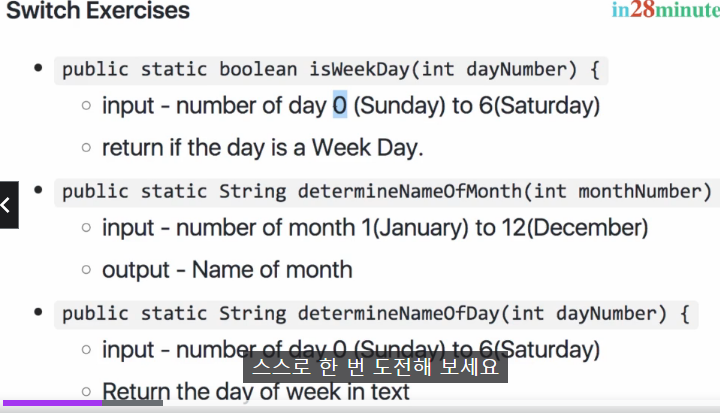 Switch Exercises
in28minute
public static boolean isWeekDay(int dayNumber) {
input - number of day 0 (Sunday) to 6(Saturday)
return if the day is a Week Day.
public static String determineNameOfMonth(int monthNumber)
input - number of month 1(January) to 12(December)
output - Name of month
public static String determineNameOfDay(int dayNumber) {
input - number of day 0 (Sunday) to 6(Saturday)
스스로 한 번 도전해 보세요
Return the day of week in text